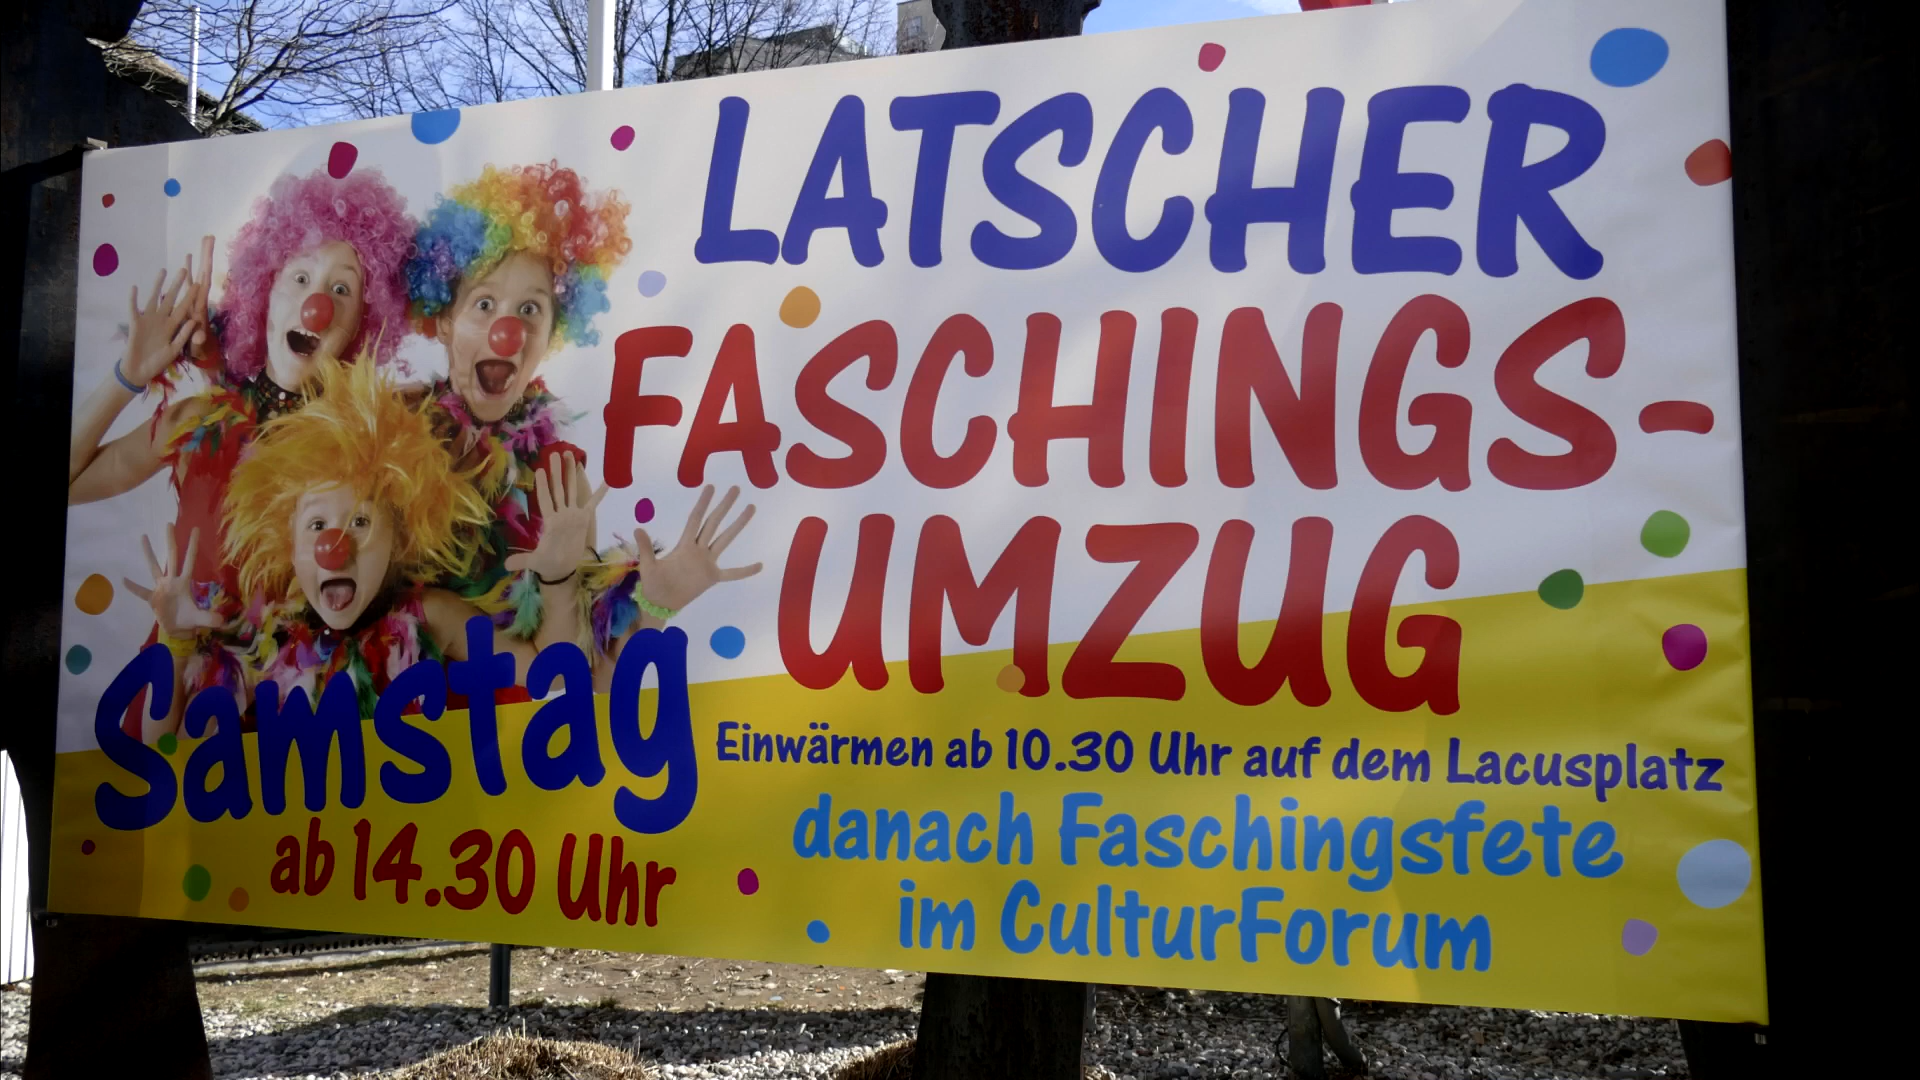 LATSCHER
FASCHINGS-
UMZUG
Samstag
ab 14.30 Uhr
Einwärmen ab 10.30 Uhr auf dem Lacusplatz
danach Faschingsfete
im CulturForum